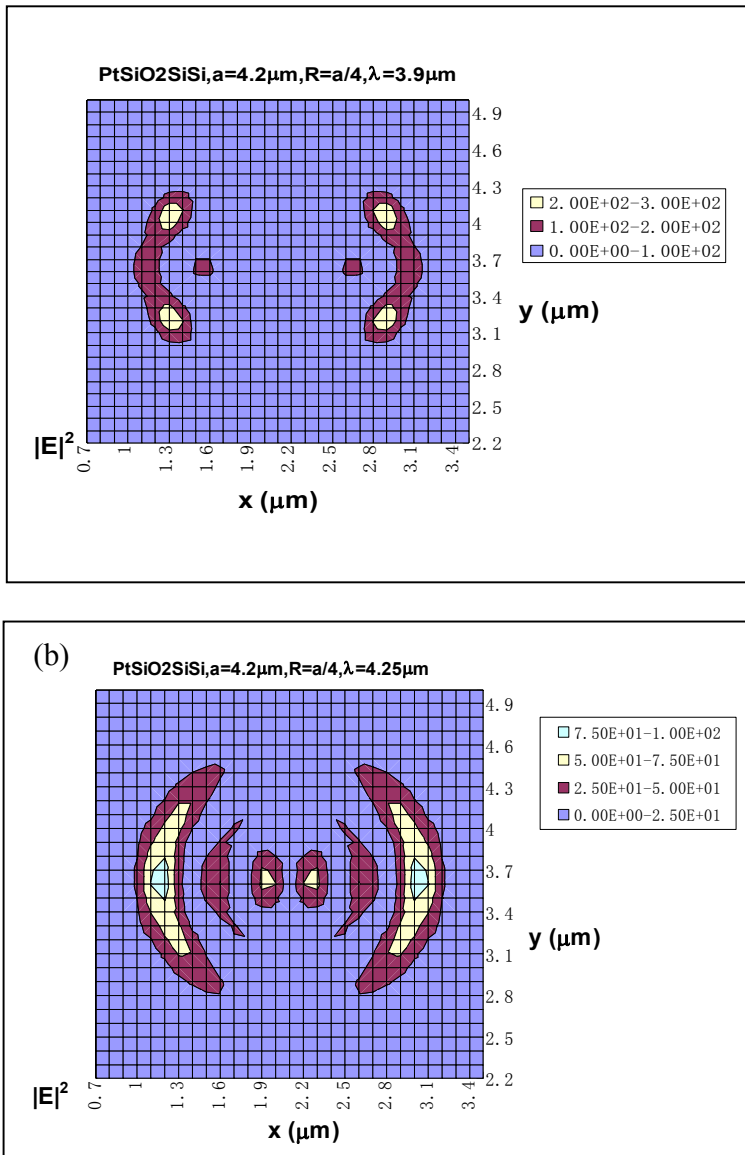 PtSiO2SiSi,a=4.2μm,R=a/4,λ=3.9μm
4.9
4.6
4.3
4
3.7
3.4
3.1
2.8
2.5
2.2
2.00E+02-3.00E+02
1.00E+02-2.00E+02
0.00E+00-1.00E+02
y (μm)
|E|²
0.7
1
1.3
1.6
1.9
2.2
2.5
2.8
3.1
3.4
x (μm)
(b)
PtSiO2SiSi,a=4.2μm,R=a/4,λ=4.25μm
4.9
4.6
4.3
4
3.7
3.4
3.1
2.8
2.5
2.2
7.50E+01-1.00E+02
5.00E+01-7.50E+01
2.50E+01-5.00E+01
0.00E+00-2.50E+01
y (μm)
|E|²
0.7
1
1.3
1.6
1.9
2.2
2.5
2.8
3.1
3.4
x (μm)